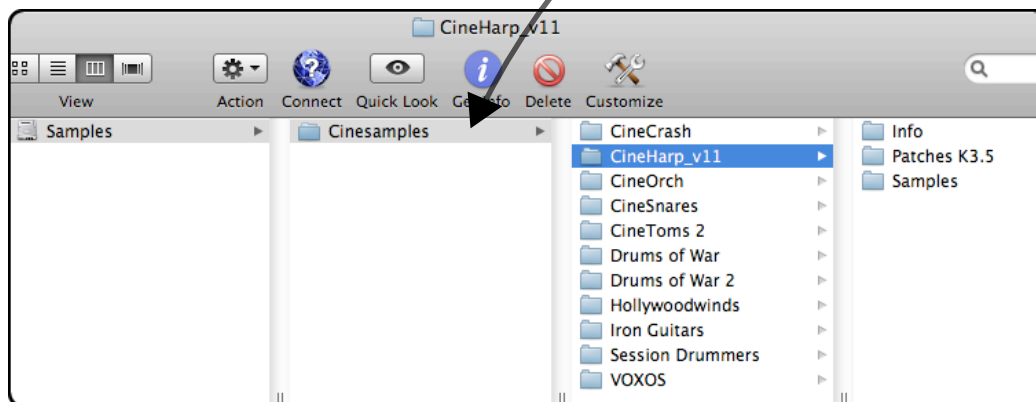 CineHarp_v11
View
Action
Connect
Quick Look
Get Info
Delete
Customize
Samples
Cinesamples
CineCrash
CineHarp_v11
CineOrch
CineSnares
CineToms 2
Drums of War
Drums of War 2
Hollywoodwinds
Iron Guitars
Session Drummers
VOXOS
Info
Patches K3.5
Samples